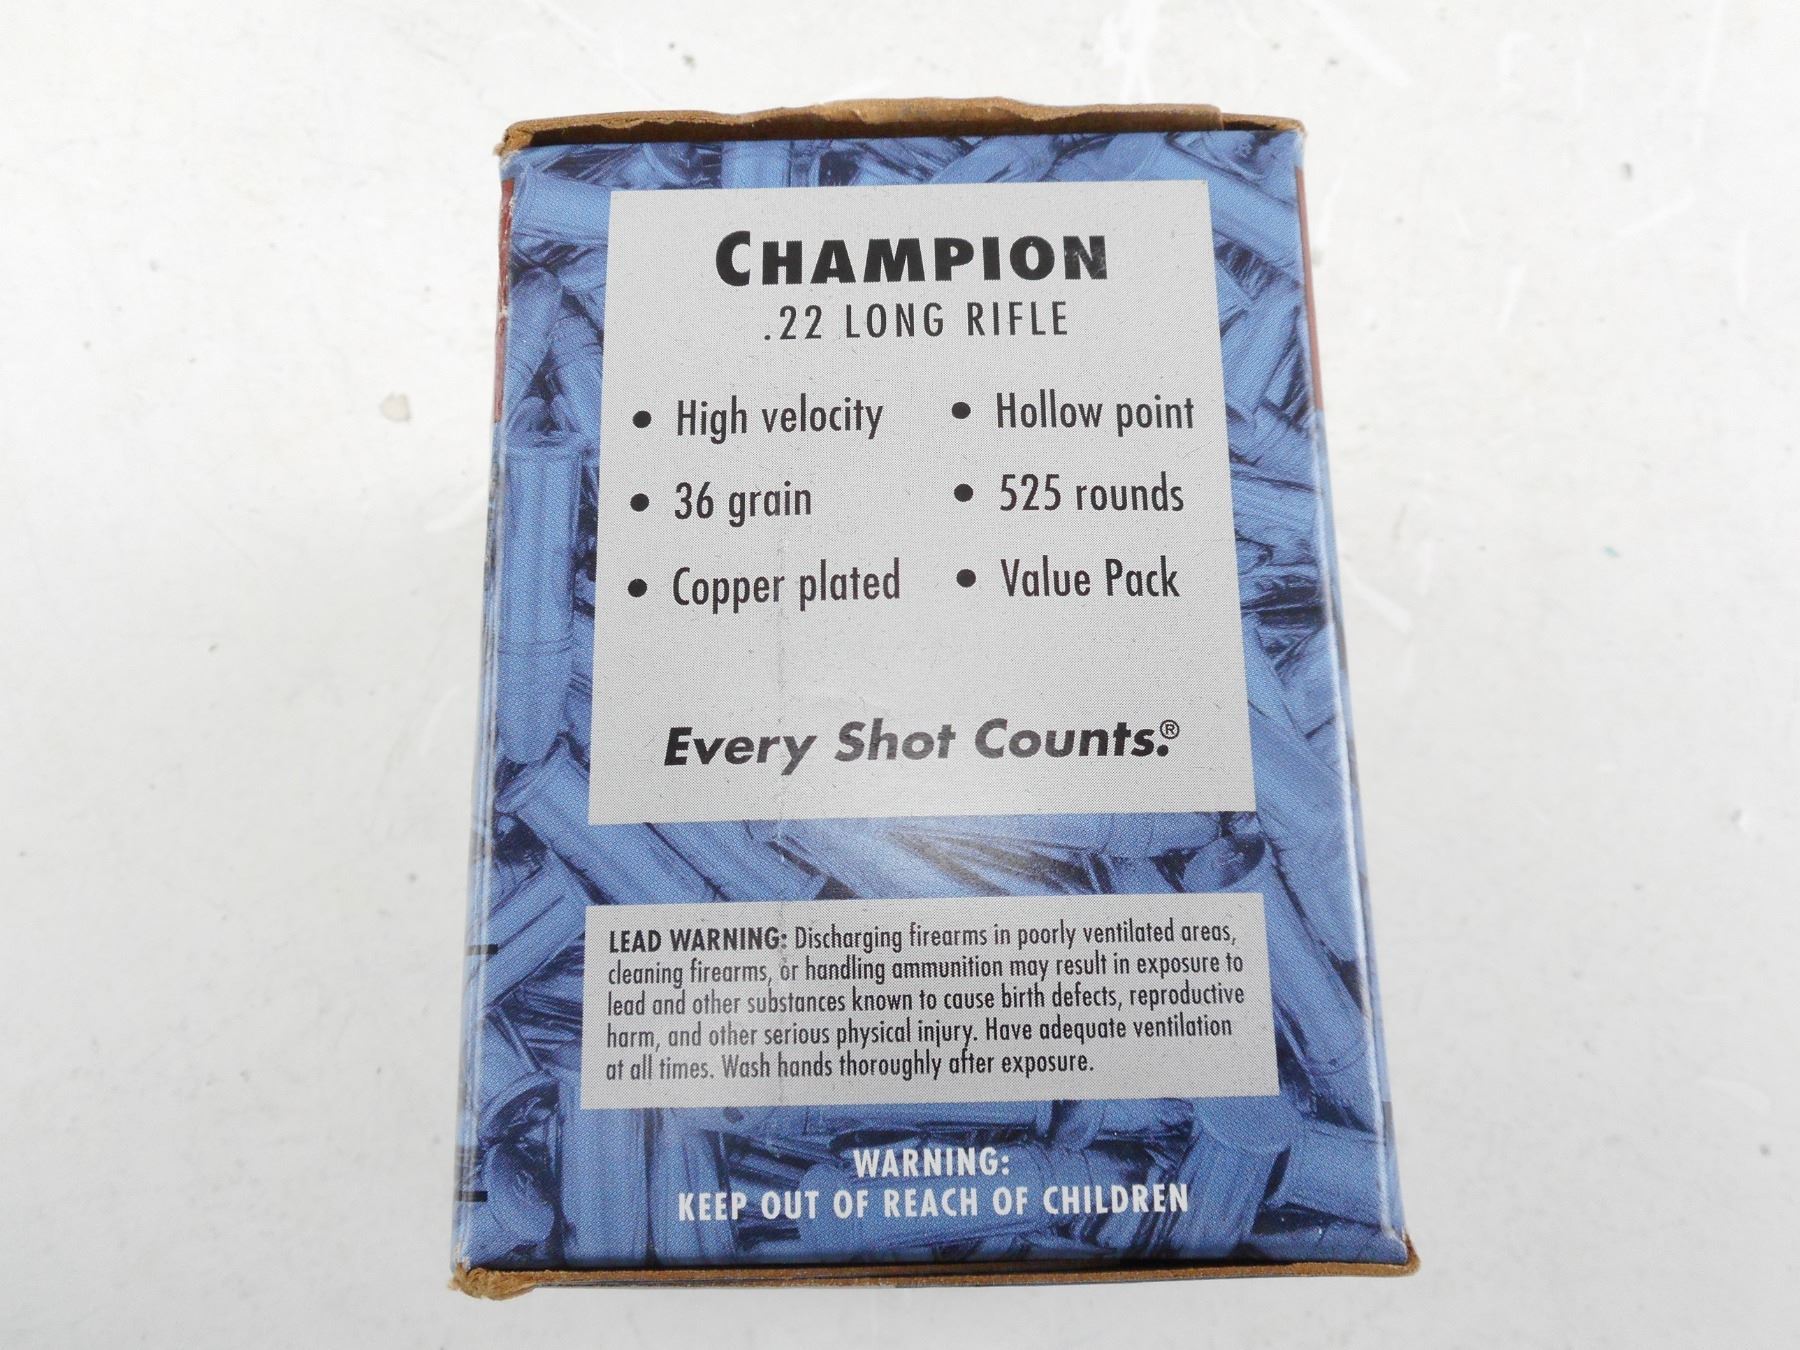 CHAMPION
.22 LONG RIFLE
• High velocity • Hollow point
• 36 grain • 525 rounds
• Copper plated • Value Pack
Every Shot Counts.®
LEAD WARNING: Discharging firearms in poorly ventilated areas,
cleaning firearms, or handling ammunition may result in exposure to
lead and other substances known to cause birth defects, reproductive
harm, and other serious physical injury. Have adequate ventilation
at all times. Wash hands thoroughly after exposure.
WARNING:
KEEP OUT OF REACH OF CHILDREN